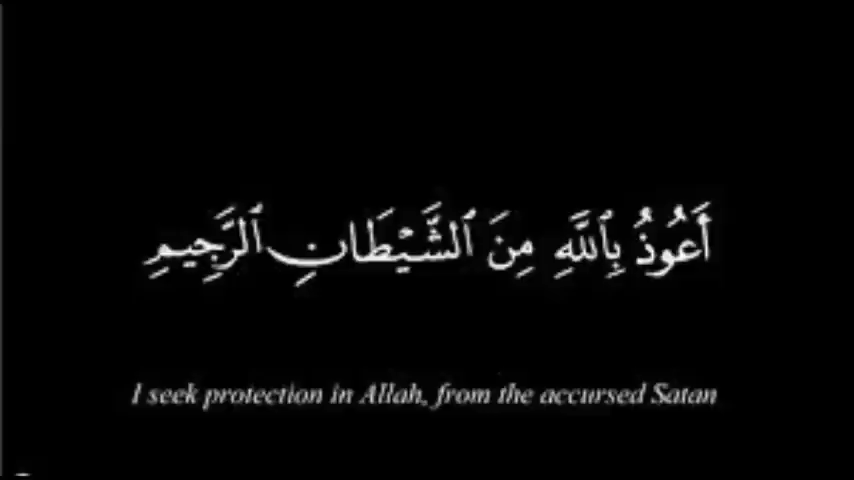 أَعُوذُ بِٱللَّهِ مِنَ ٱلشَّيْطَانِ ٱلرَّجِيمِ
I seek protection in Allah, from the accursed Satan